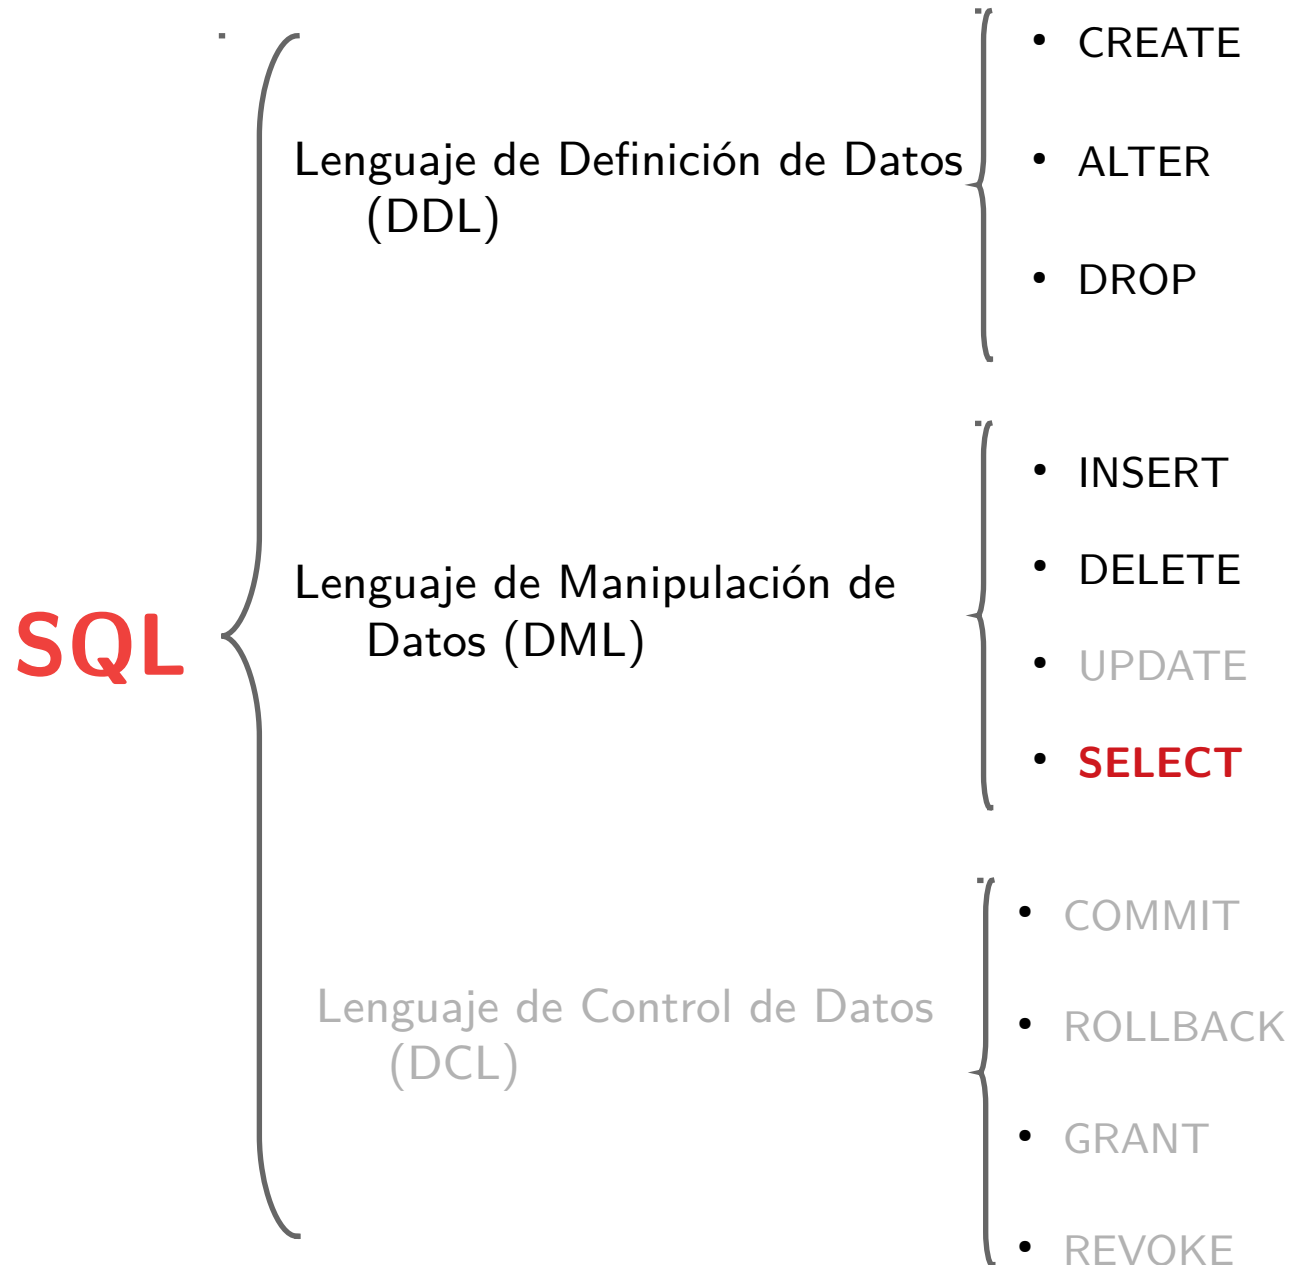 SQL
Lenguaje de Definición de Datos
(DDL)
• CREATE
• ALTER
• DROP
Lenguaje de Manipulación de
Datos (DML)
• INSERT
• DELETE
• UPDATE
• SELECT
Lenguaje de Control de Datos
(DCL)
• COMMIT
• ROLLBACK
• GRANT
• REVOKE